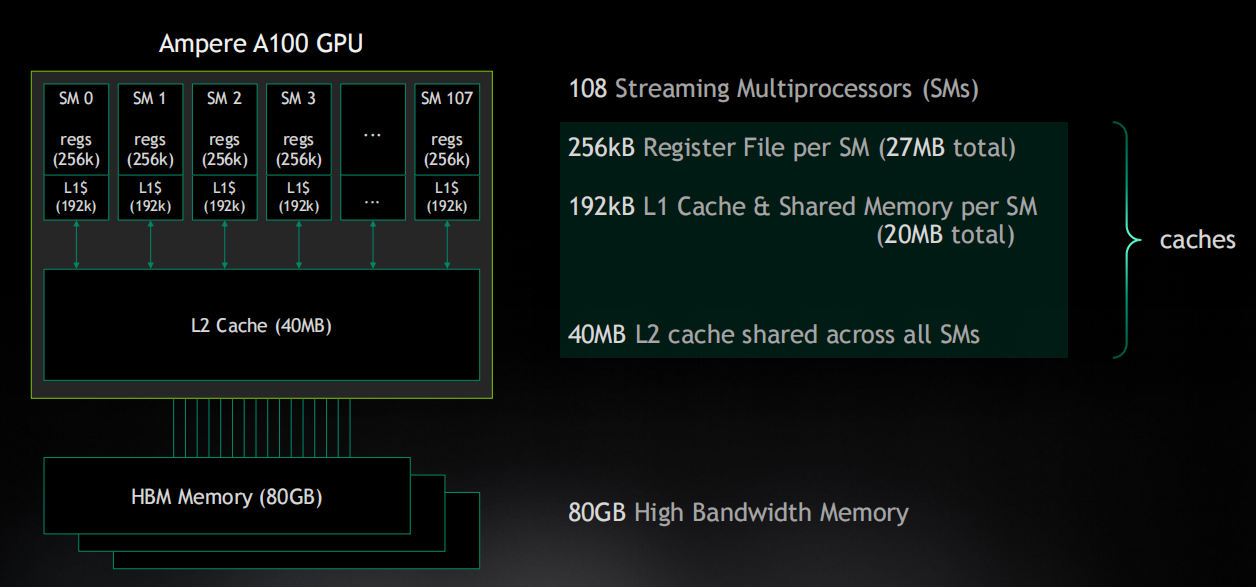 Ampere A100 GPU
SM 0
regs
(256k)
L1$
(192k)
SM 1
regs
(256k)
L1$
(192k)
SM 2
regs
(256k)
L1$
(192k)
SM 3
regs
(256k)
L1$
(192k)
...
...
SM 107
regs
(256k)
L1$
(192k)
L2 Cache (40MB)
HBM Memory (80GB)
108 Streaming Multiprocessors (SMs)
256kB Register File per SM (27MB total)
192kB L1 Cache & Shared Memory per SM
(20MB total)
40MB L2 cache shared across all SMs
caches
80GB High Bandwidth Memory